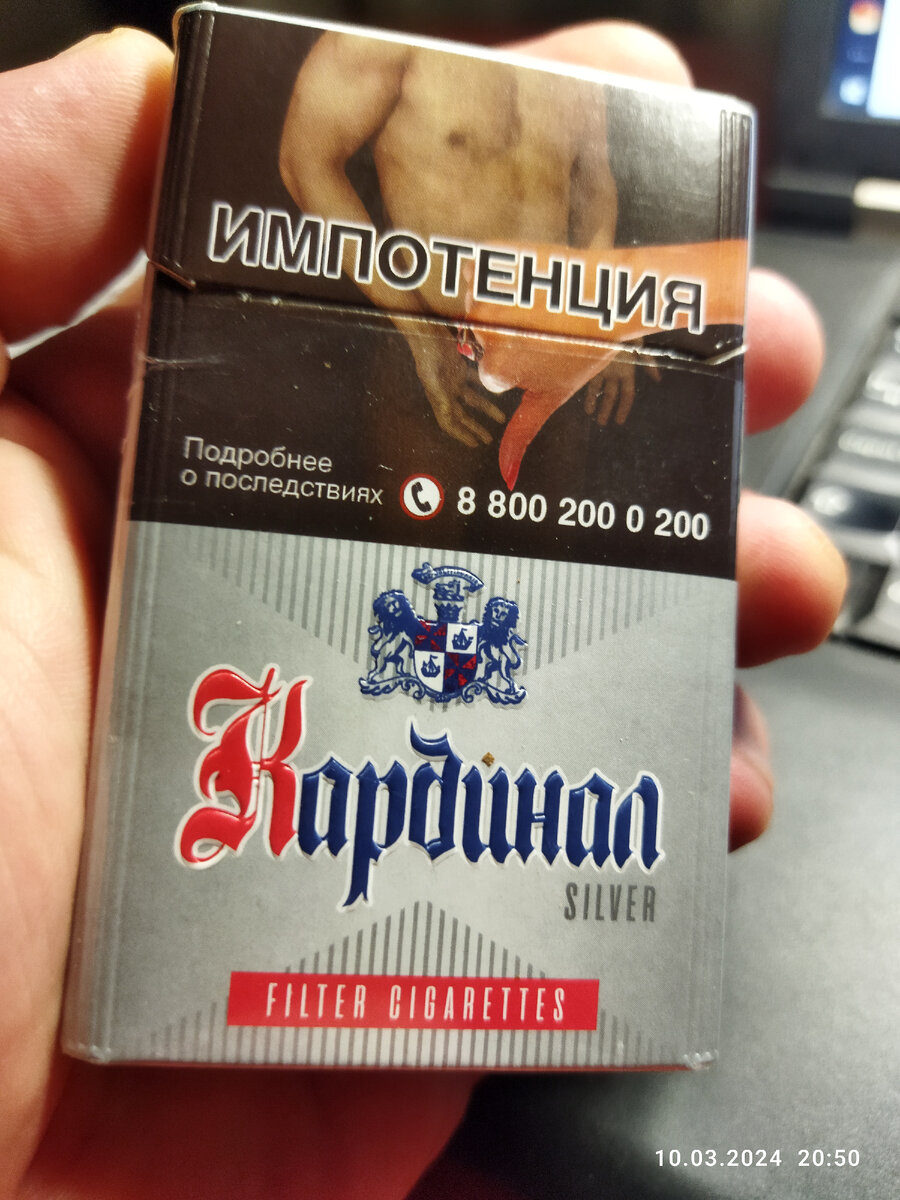 ИМПОТЕНЦИЯ
Подробнее
о последствиях 8 800 200 0 200
Кардинал
SILVER
FILTER CIGARETTES
10.03.2024 20:50